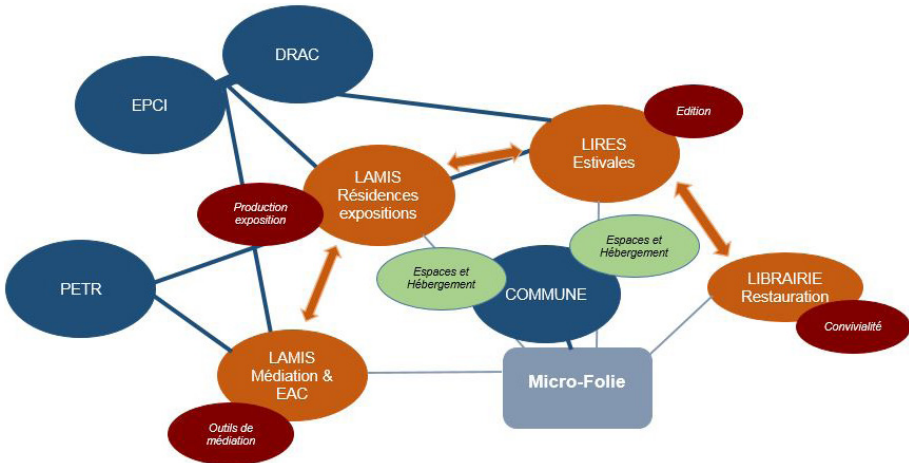 DRAC
EPCI
Edition
LIRES
Estivales
LAMIS
Résidences
expositions
Production
exposition
Espaces et
Hébergement
Espaces et
Hébergement
PETR
COMMUNE
LIBRAIRIE
Restauration
Convivialité
LAMIS
Médiation &
EAC
Micro-Folie
Outils de
médiation